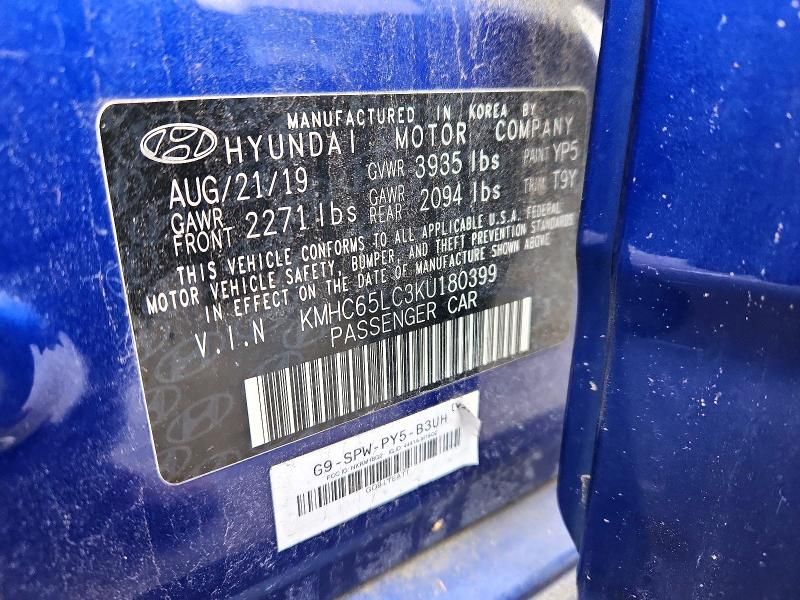 MANUFACTURED IN KOREA BY
HYUNDAI MOTOR COMPANY
AUG/21/19 GVWR 3935 lbs PAINT YP5
GAWR FRONT 2271 lbs GAWR REAR 2094 lbs TRIM T9Y
THIS VEHICLE CONFORMS TO ALL APPLICABLE U.S.A. FEDERAL
MOTOR VEHICLE SAFETY, BUMPER, AND THEFT PREVENTION STANDARDS
IN EFFECT ON THE DATE OF MANUFACTURE SHOWN ABOVE.
V.I.N KMHC65LC3KU180399
PASSENGER CAR
G9-SPW-PY5-B3UH
FCC ID